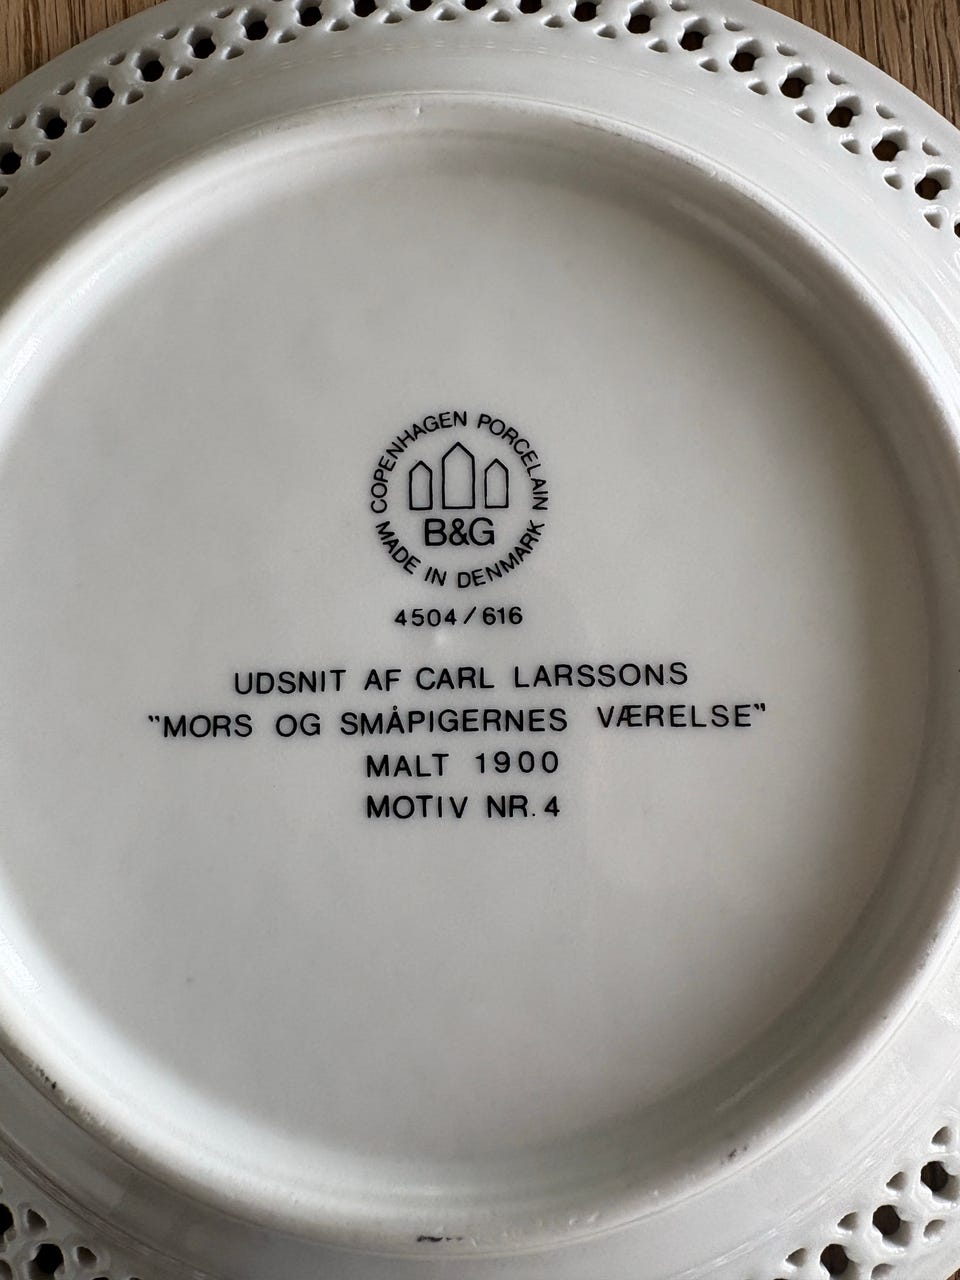 COPENHAGEN PORCELAIN
B&G
MADE IN DENMARK
4504/616
UDSNIT AF CARL LARSSONS
"MORS OG SMÅPIGERNES VÆRELSE"
MALT 1900
MOTIV NR. 4